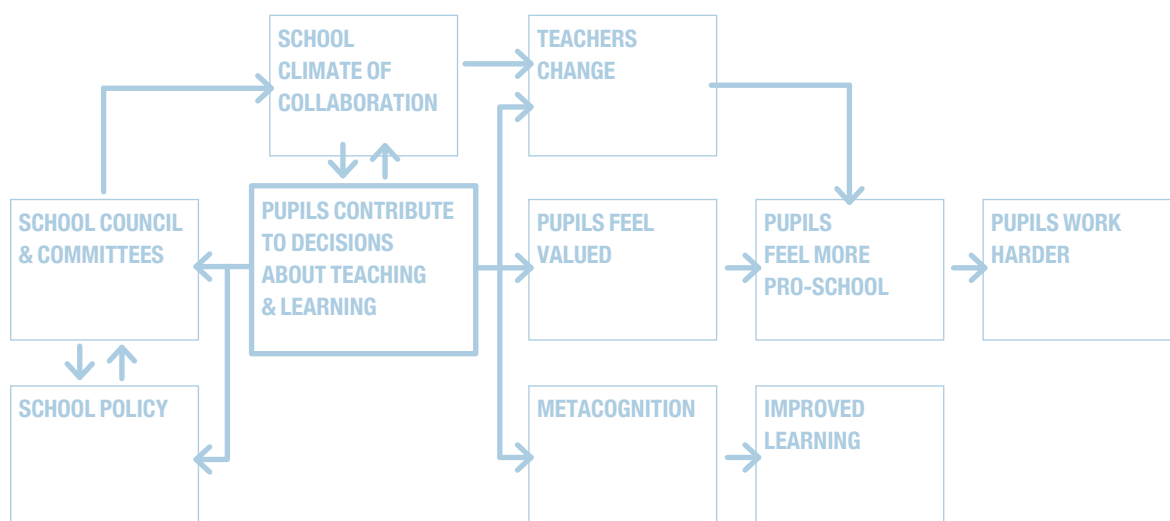 SCHOOL
CLIMATE OF
COLLABORATION
TEACHERS
CHANGE
SCHOOL COUNCIL
& COMMITTEES
PUPILS CONTRIBUTE
TO DECISIONS
ABOUT TEACHING
& LEARNING
PUPILS FEEL
VALUED
PUPILS
FEEL MORE
PRO-SCHOOL
PUPILS WORK
HARDER
SCHOOL POLICY
METACOGNITION
IMPROVED
LEARNING